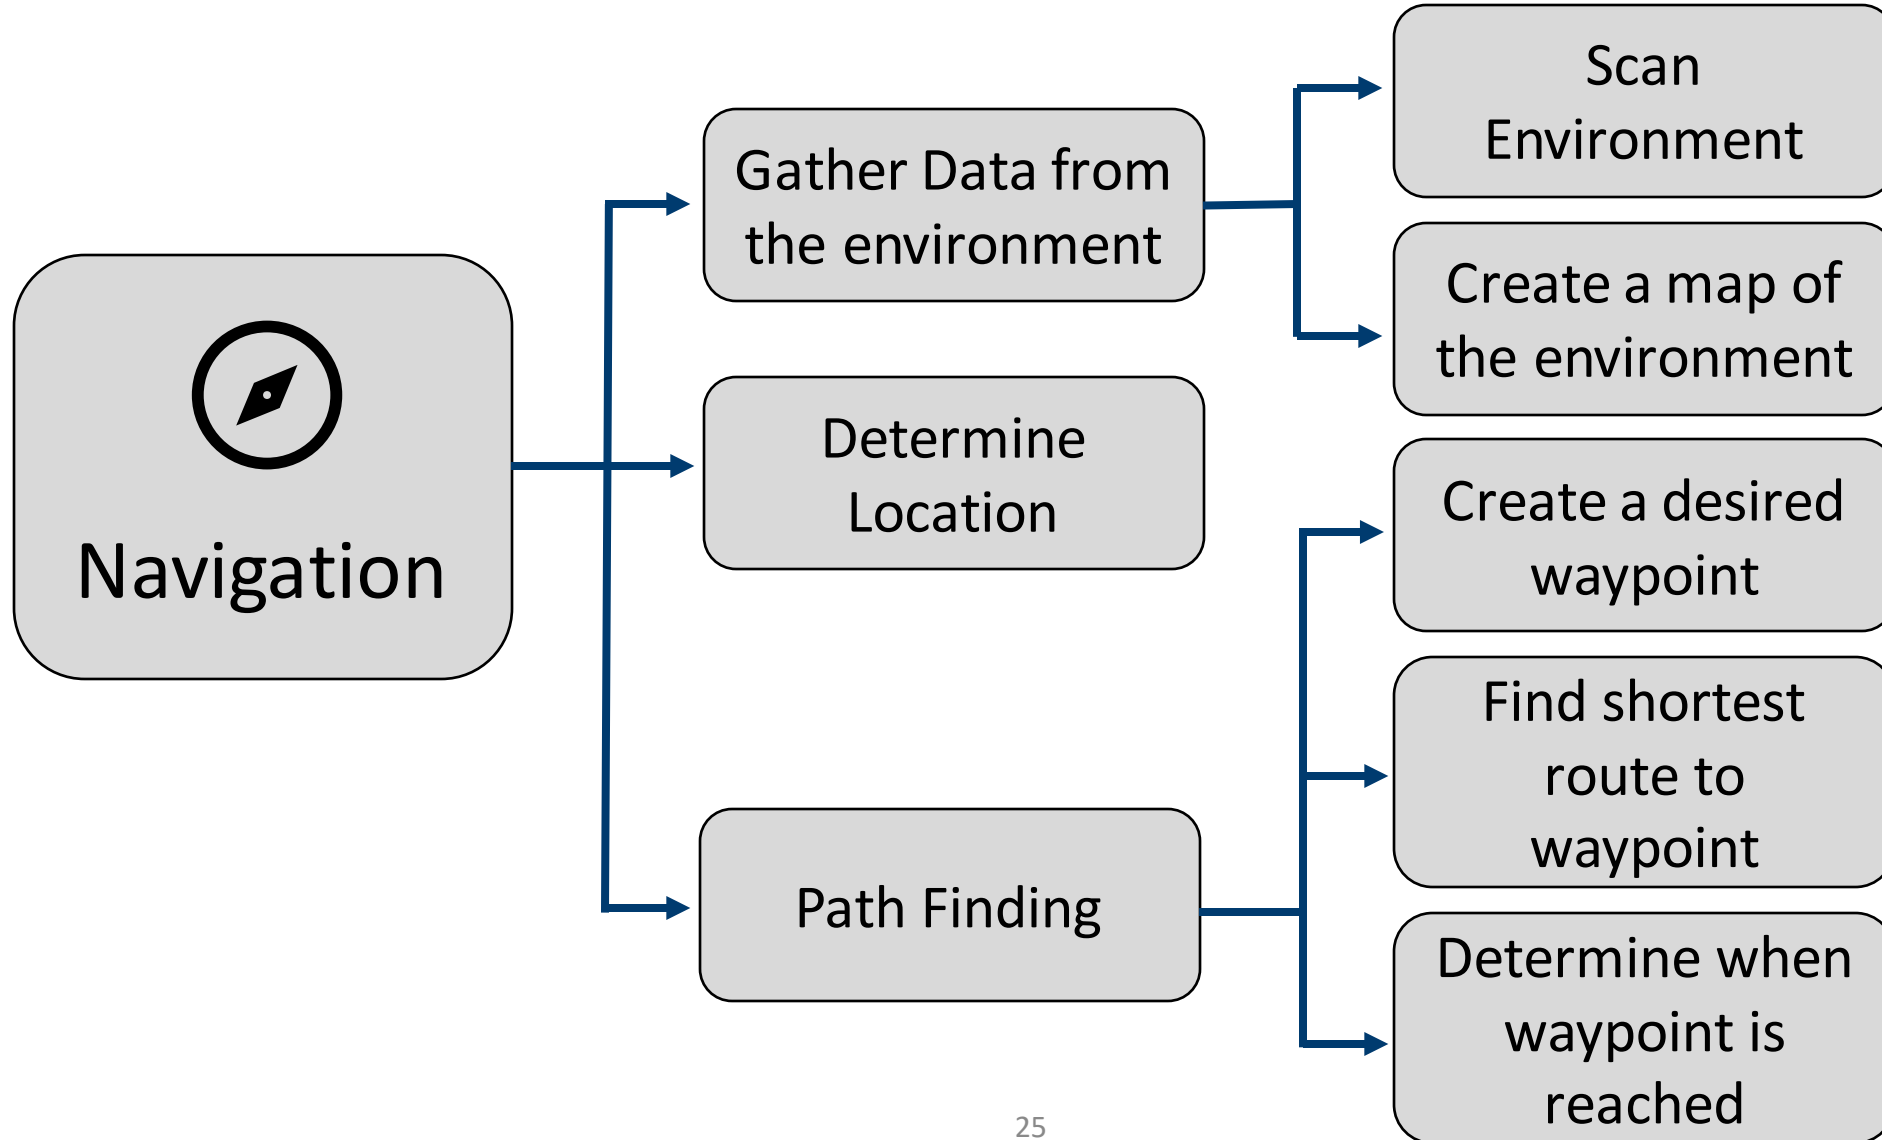 Navigation
Gather Data from
the environment
Determine
Location
Path Finding
Scan
Environment
Create a map of
the environment
Create a desired
waypoint
Find shortest
route to
waypoint
Determine when
waypoint is
reached
25